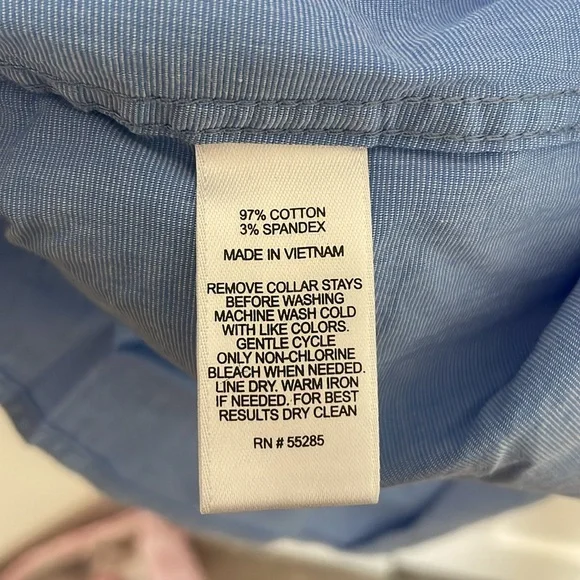 97% COTTON
3% SPANDEX
MADE IN VIETNAM
REMOVE COLLAR STAYS
BEFORE WASHING
MACHINE WASH COLD
WITH LIKE COLORS.
GENTLE CYCLE
ONLY NON-CHLORINE
BLEACH WHEN NEEDED.
LINE DRY. WARM IRON
IF NEEDED. FOR BEST
RESULTS DRY CLEAN
RN # 55285